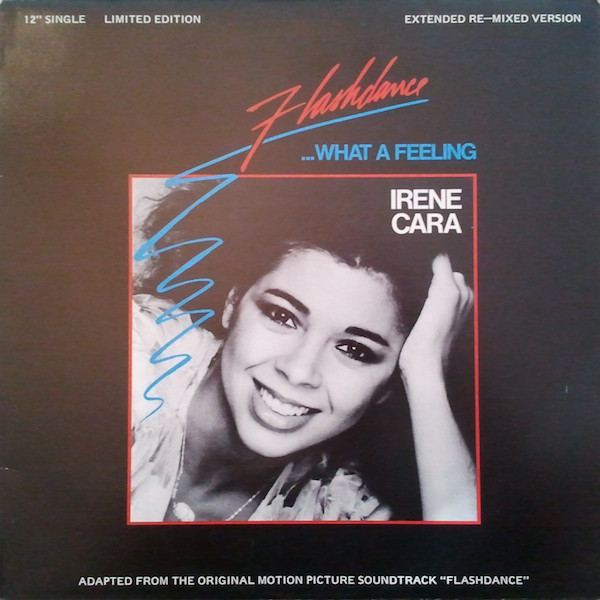 12" SINGLE LIMITED EDITION EXTENDED RE—MIXED VERSION
Flashdance
...WHAT A FEELING
IRENE
CARA
ADAPTED FROM THE ORIGINAL MOTION PICTURE SOUNDTRACK "FLASHDANCE"